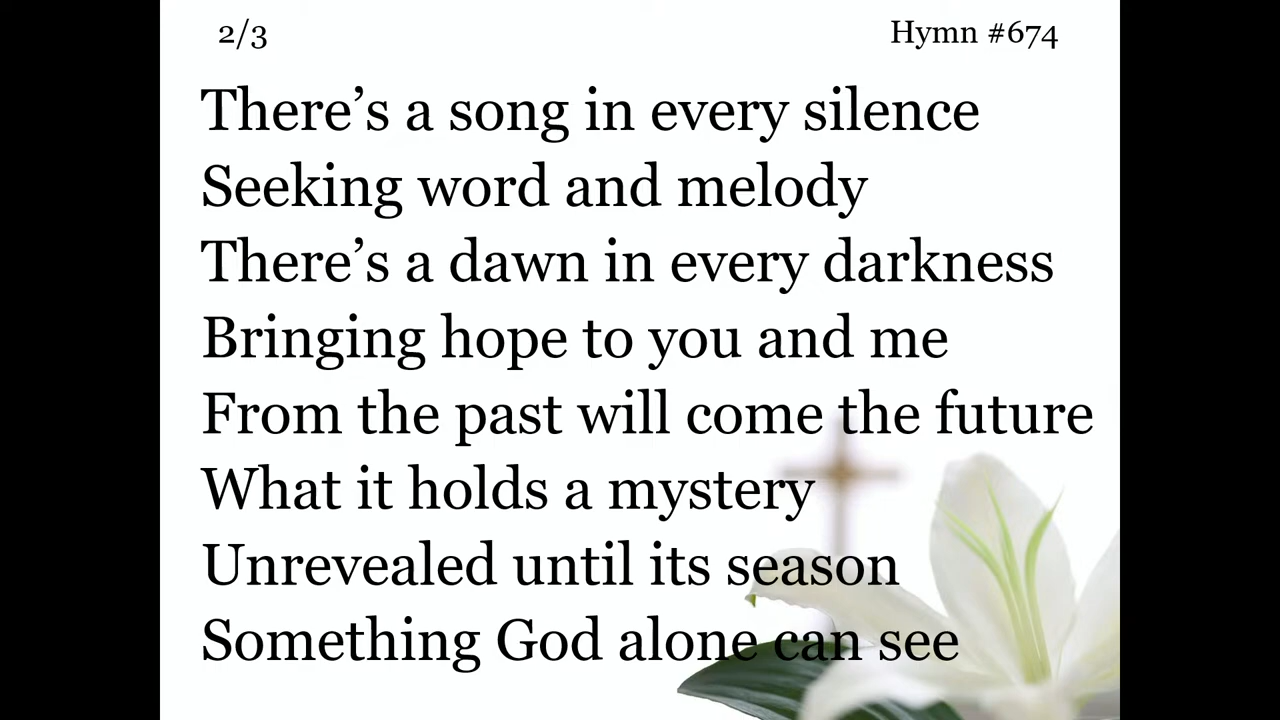 2/3 Hymn #674
There’s a song in every silence
Seeking word and melody
There’s a dawn in every darkness
Bringing hope to you and me
From the past will come the future
What it holds a mystery
Unrevealed until its season
Something God alone can see